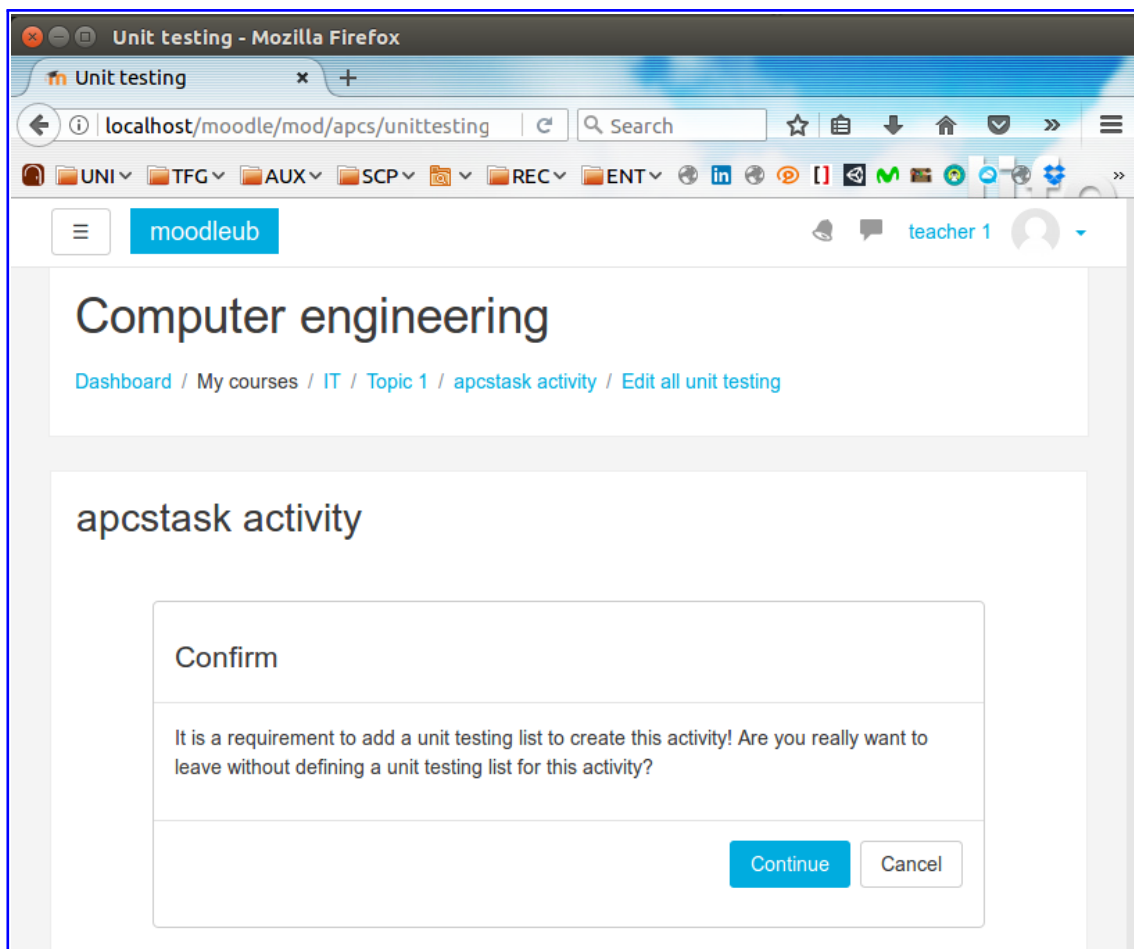 Unit testing - Mozilla Firefox
Unit testing
localhost/moodle/mod/apcs/unittesting
Search
UNI TFG AUX SCP REC ENT
moodleub
teacher 1
Computer engineering
Dashboard / My courses / IT / Topic 1 / apcstask activity / Edit all unit testing
apcstask activity
Confirm
It is a requirement to add a unit testing list to create this activity! Are you really want to
leave without defining a unit testing list for this activity?
Continue Cancel